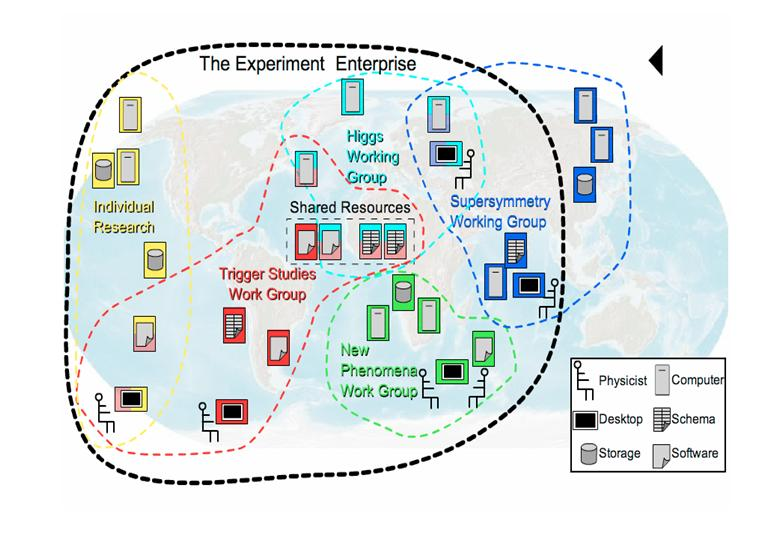 The Experiment Enterprise
Higgs
Working
Group
Individual
Research
Shared Resources
Supersymmetry
Working Group
Trigger Studies
Work Group
New
Phenomena
Work Group
Physicist
Computer
Desktop
Schema
Storage
Software